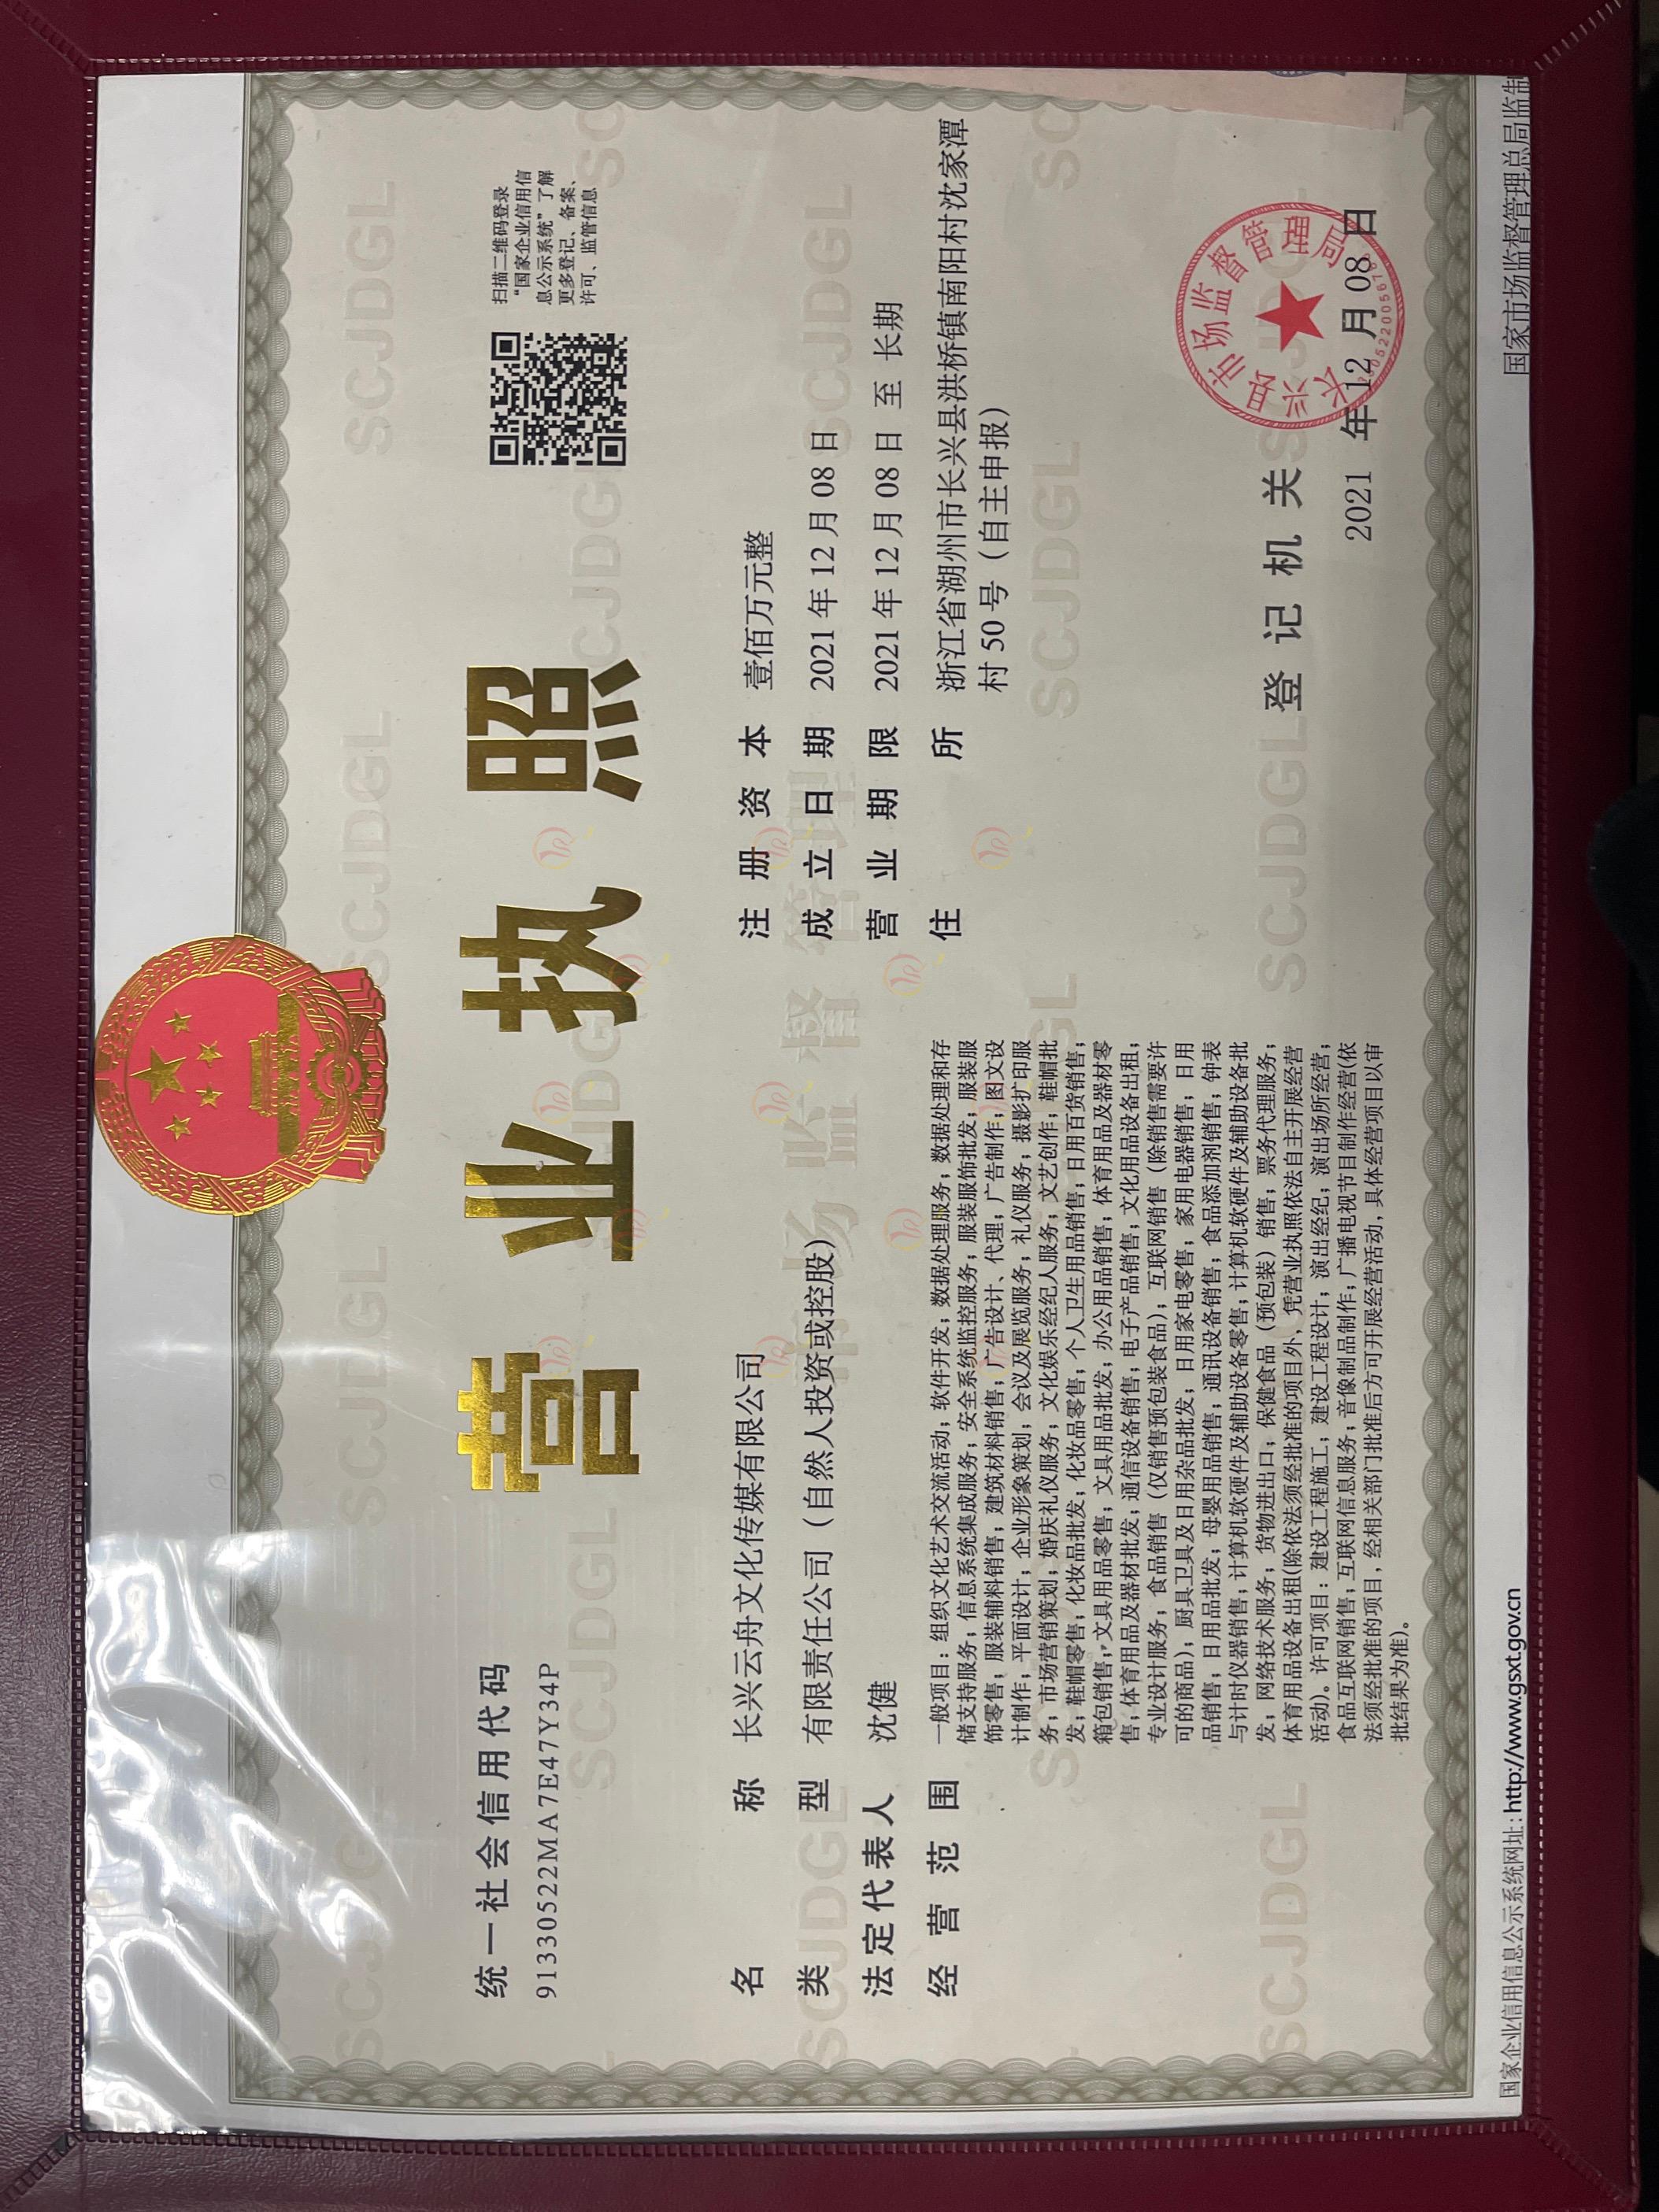 营业执照
统一社会信用代码
91330522MA7E47Y34P
扫描二维码登录
“国家企业信用信
息公示系统”了解
更多登记、备案、
许可、监管信息
名称 长兴云舟文化传媒有限公司
类型 有限责任公司（自然人投资或控股）
法定代表人 沈健
经营范围 一般项目：组织文化艺术交流活动；软件开发；数据处理服务；数据处理和存
储支持服务；信息系统集成服务；安全系统监控服务；服装服饰批发；服装服
饰零售；服装辅料销售；建筑材料销售；广告设计、代理；广告制作；图文设
计制作；平面设计；企业形象策划；会议及展览服务；礼仪服务；摄影扩印服
务；市场营销策划；婚庆礼仪服务；文化娱乐经纪人服务；文艺创作；鞋帽批
发；鞋帽零售；化妆品批发；化妆品零售；个人卫生用品销售；日用百货销售；
箱包销售；文具用品零售；文具用品批发；办公用品销售；体育用品及器材零
售；体育用品及器材批发；通信设备销售；电子产品销售；文化用品设备出租；
专业设计服务；食品销售（仅销售预包装食品）；互联网销售（除销售需要许
可的商品）；厨具卫具及日用杂品批发；日用家电零售；家用电器销售；日用
品销售；日用品批发；母婴用品销售；通讯设备销售；食品添加剂销售；钟表
与计时仪器销售；计算机软硬件及辅助设备零售；计算机软硬件及辅助设备批
发；网络技术服务；货物进出口；保健食品（预包装）销售；票务代理服务；
体育用品设备出租(除依法须经批准的项目外，凭营业执照依法自主开展经营
活动)。许可项目：建设工程施工；建设工程设计；演出经纪；演出场所经营；
食品互联网销售；互联网信息服务；音像制品制作；广播电视节目制作经营(依
法须经批准的项目，经相关部门批准后方可开展经营活动，具体经营项目以审
批结果为准)。
注册资本 壹佰万元整
成立日期 2021年12月08日
营业期限 2021年12月08日至长期
住所 浙江省湖州市长兴县洪桥镇南阳村沈家潭
村50号（自主申报）
登记机关
长兴县市场监督管理局
2021年12月08日
国家企业信用信息公示系统网址：http://www.gsxt.gov.cn
国家市场监督管理总局监制
SCJDGL
市场监督管理